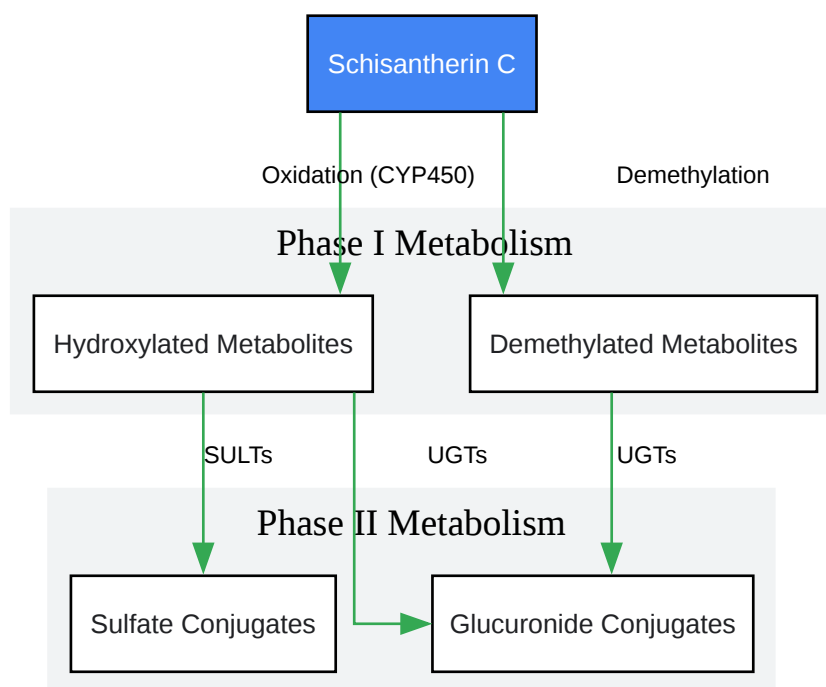 Schisantherin C
Oxidation (CYP450)
Demethylation
Phase I Metabolism
Hydroxylated Metabolites
Demethylated Metabolites
SULTs
UGTs
UGTs
Phase II Metabolism
Sulfate Conjugates
Glucuronide Conjugates